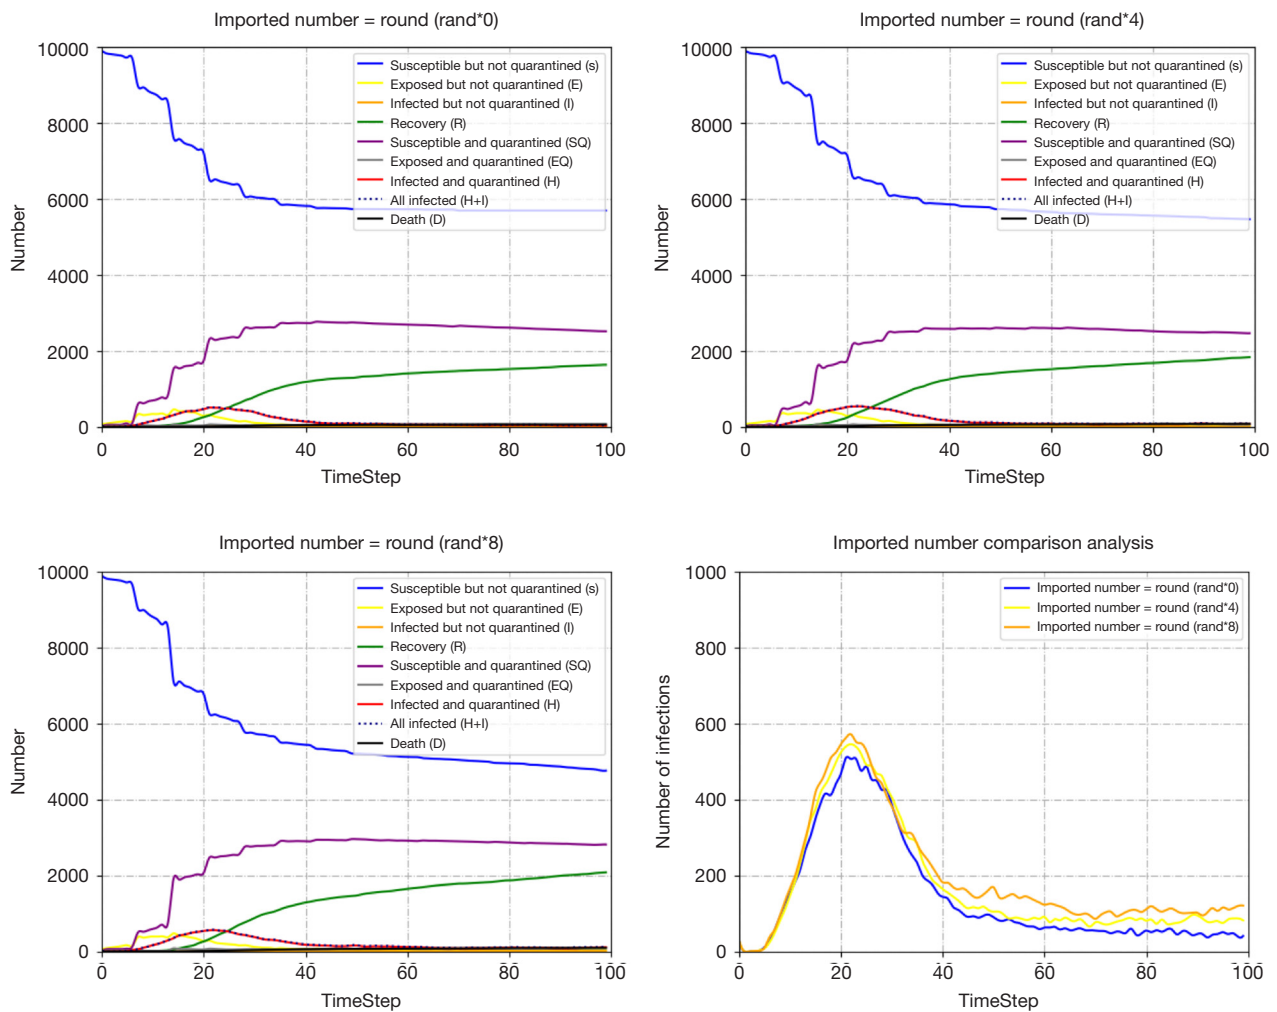 Imported number = round (rand*0)
10000
8000
6000
4000
2000
0
Number
0 20 40 60 80 100
TimeStep
Susceptible but not quarantined (s)
Exposed but not quarantined (E)
Infected but not quarantined (I)
Recovery (R)
Susceptible and quarantined (SQ)
Exposed and quarantined (EQ)
Infected and quarantined (H)
All infected (H+I)
Death (D)
Imported number = round (rand*4)
10000
8000
6000
4000
2000
0
Number
0 20 40 60 80 100
TimeStep
Susceptible but not quarantined (s)
Exposed but not quarantined (E)
Infected but not quarantined (I)
Recovery (R)
Susceptible and quarantined (SQ)
Exposed and quarantined (EQ)
Infected and quarantined (H)
All infected (H+I)
Death (D)
Imported number = round (rand*8)
10000
8000
6000
4000
2000
0
Number
0 20 40 60 80 100
TimeStep
Susceptible but not quarantined (s)
Exposed but not quarantined (E)
Infected but not quarantined (I)
Recovery (R)
Susceptible and quarantined (SQ)
Exposed and quarantined (EQ)
Infected and quarantined (H)
All infected (H+I)
Death (D)
Imported number comparison analysis
1000
800
600
400
200
0
Number of infections
0 20 40 60 80 100
TimeStep
Imported number = round (rand*0)
Imported number = round (rand*4)
Imported number = round (rand*8)